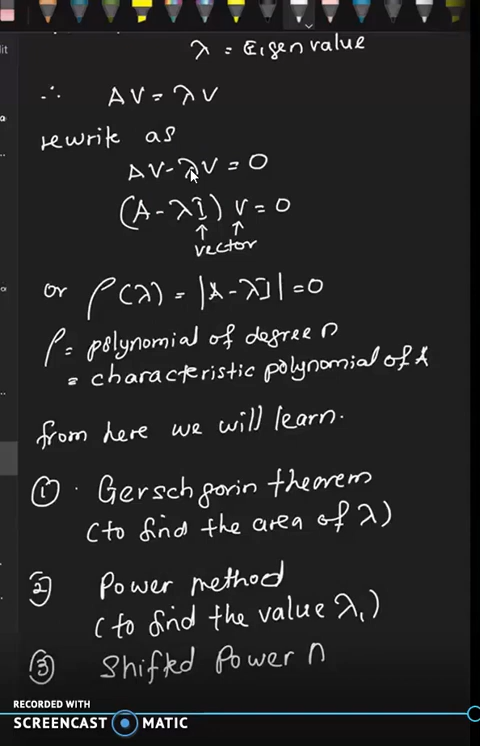 λ = Eigenvalue
∴ AV = λV
rewrite as
AV - λV = 0
(A - λI) V = 0
↑ ↑
vector
or ρ(λ) = |A - λI| = 0
ρ = polynomial of degree n
= characteristic polynomial of A
from here we will learn.
① . Gerschgorin theorem
(to find the area of λ)
② Power method
(to find the value λ₁)
③ Shifted Power n
RECORDED WITH
SCREENCAST MATIC